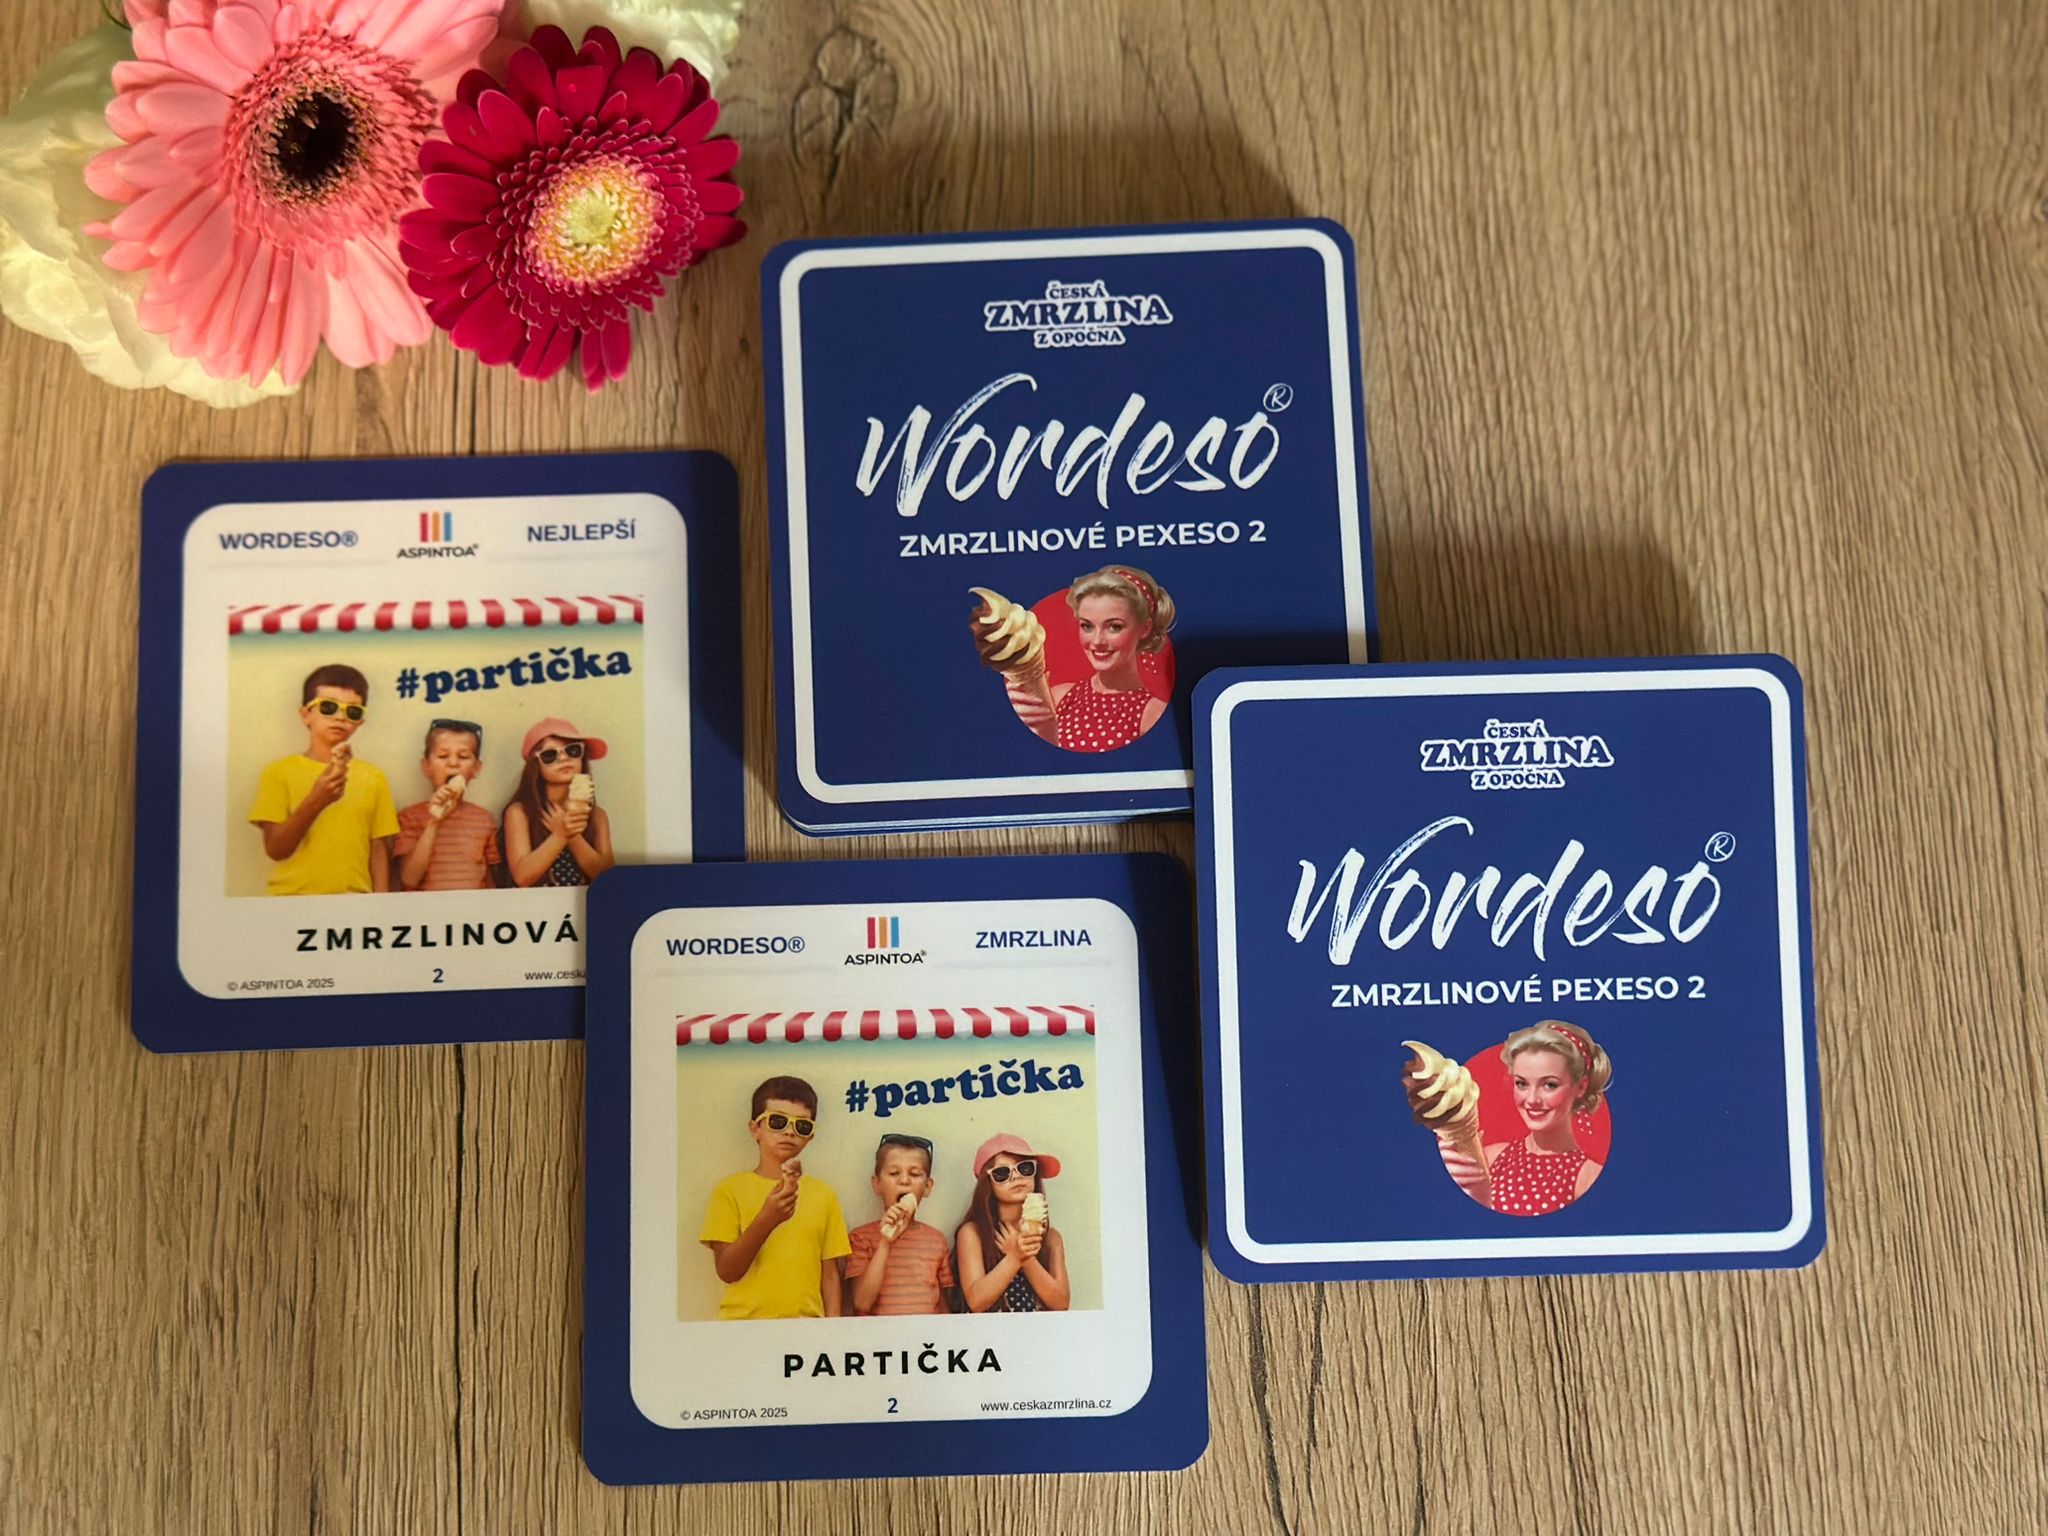 ČESKÁ
ZMRZLINA
Z OPOČNA
Wordeso®
ZMRZLINOVÉ PEXESO 2
WORDESO® ASPINTOA® NEJLEPŠÍ
#partička
ZMRZLINOVÁ
© ASPINTOA 2025 2 www.ceska
ČESKÁ
ZMRZLINA
Z OPOČNA
Wordeso®
ZMRZLINOVÉ PEXESO 2
WORDESO® ASPINTOA® ZMRZLINA
#partička
PARTIČKA
© ASPINTOA 2025 2 www.ceskazmrzlina.cz